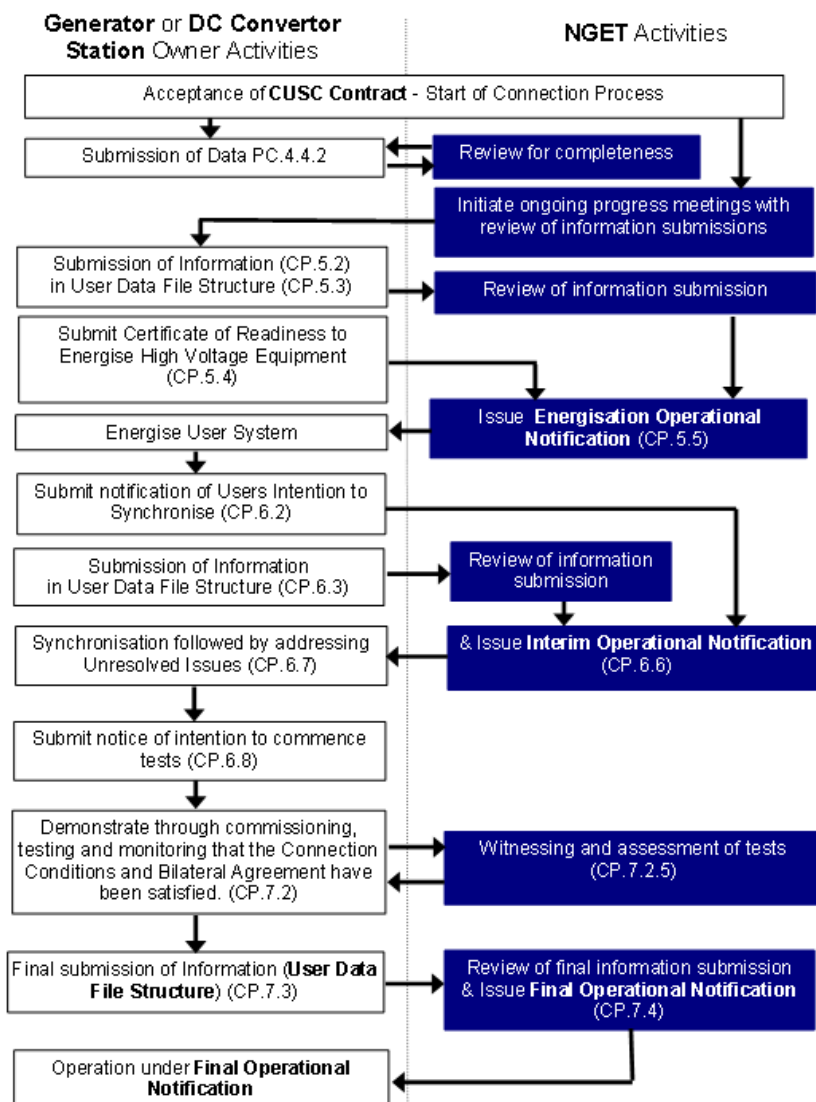 Generator or DC Convertor
Station Owner Activities
NGET Activities
Acceptance of CUSC Contract - Start of Connection Process
Submission of Data PC.4.4.2
Review for completeness
Initiate ongoing progress meetings with
review of information submissions
Submission of Information (CP.5.2)
in User Data File Structure (CP.5.3)
Review of information submission
Submit Certificate of Readiness to
Energise High Voltage Equipment
(CP.5.4)
Issue Energisation Operational
Notification (CP.5.5)
Energise User System
Submit notification of Users Intention to
Synchronise (CP.6.2)
Submission of Information
in User Data File Structure (CP.6.3)
Review of information
submission
Synchronisation followed by addressing
Unresolved Issues (CP.6.7)
& Issue Interim Operational Notification
(CP.6.6)
Submit notice of intention to commence
tests (CP.6.8)
Demonstrate through commissioning,
testing and monitoring that the Connection
Conditions and Bilateral Agreement have
been satisfied. (CP.7.2)
Witnessing and assessment of tests
(CP.7.2.5)
Final submission of Information (User Data
File Structure) (CP.7.3)
Review of final information submission
& Issue Final Operational Notification
(CP.7.4)
Operation under Final Operational
Notification